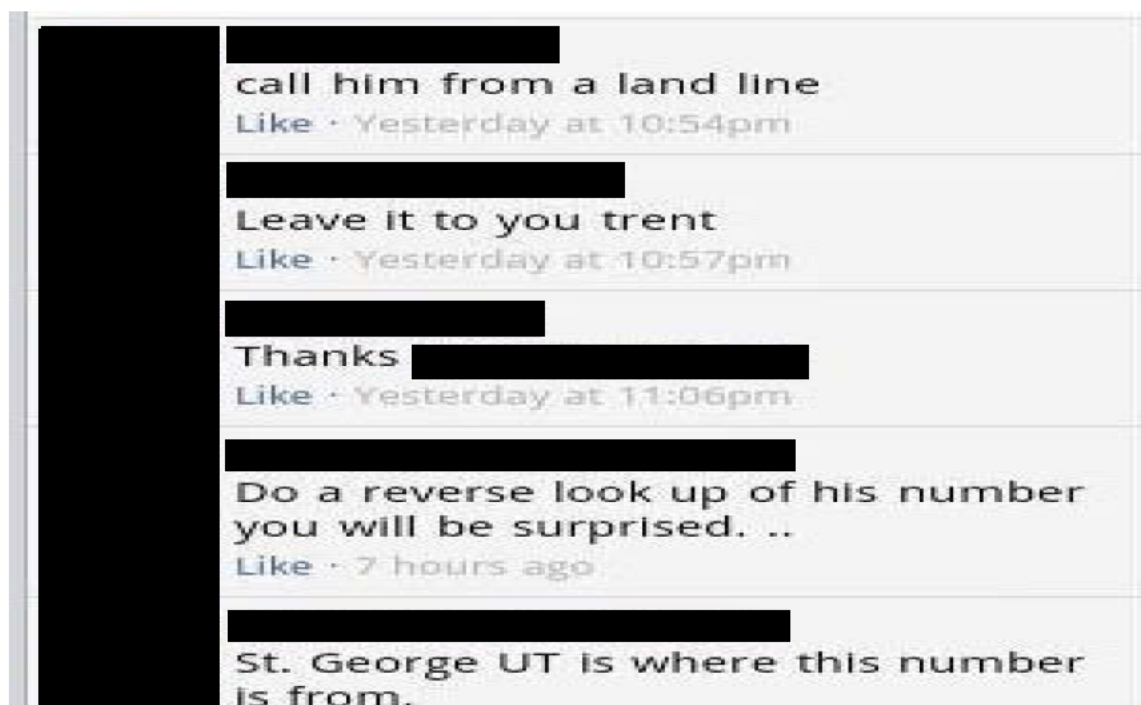 call him from a land line
Like · Yesterday at 10:54pm
Leave it to you trent
Like · Yesterday at 10:57pm
Thanks
Like · Yesterday at 11:06pm
Do a reverse look up of his number
you will be surprised. ..
Like · 7 hours ago
St. George UT is where this number
is from.